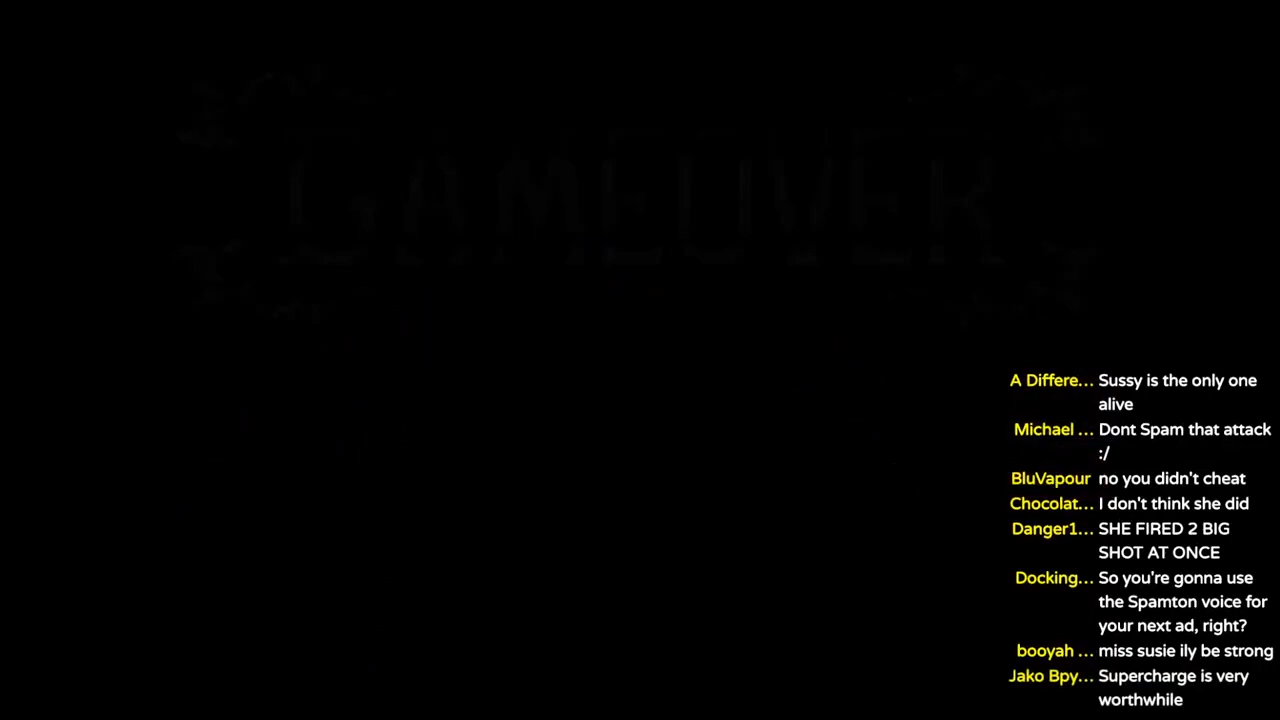 GAMEOVER
A Differe... Sussy is the only one
alive
Michael ... Dont Spam that attack
:/
BluVapour no you didn't cheat
Chocolat... I don't think she did
Danger1... SHE FIRED 2 BIG
SHOT AT ONCE
Docking... So you're gonna use
the Spamton voice for
your next ad, right?
booyah ... miss susie ily be strong
Jako Bpy... Supercharge is very
worthwhile